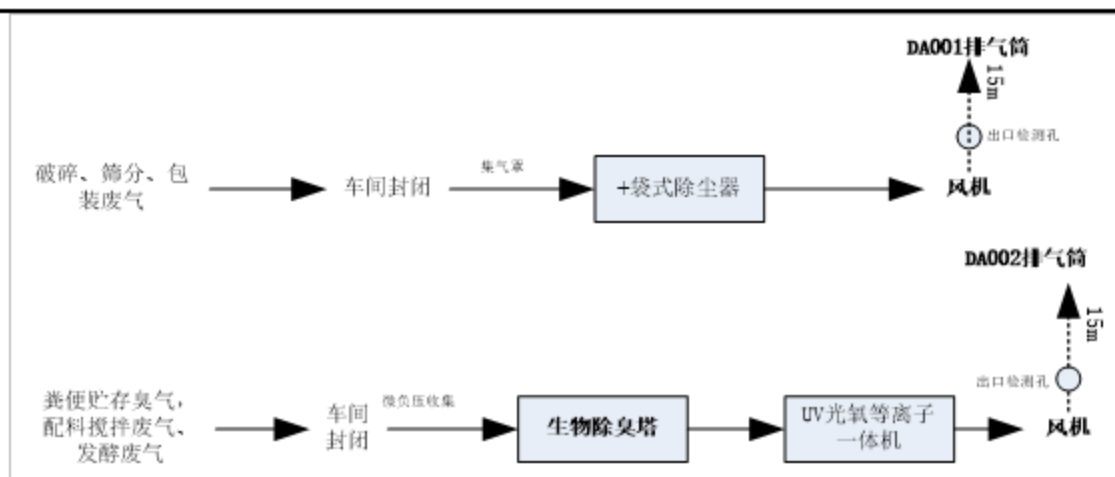 DA001排气筒
15m
出口检测孔
破碎、筛分、包
装废气
车间封闭
集气罩
+袋式除尘器
风机
DA002排气筒
15m
出口检测孔
粪便贮存臭气,
配料搅拌废气、
发酵废气
车间
封闭
微负压收集
生物除臭塔
UV光氧等离子
一体机
风机